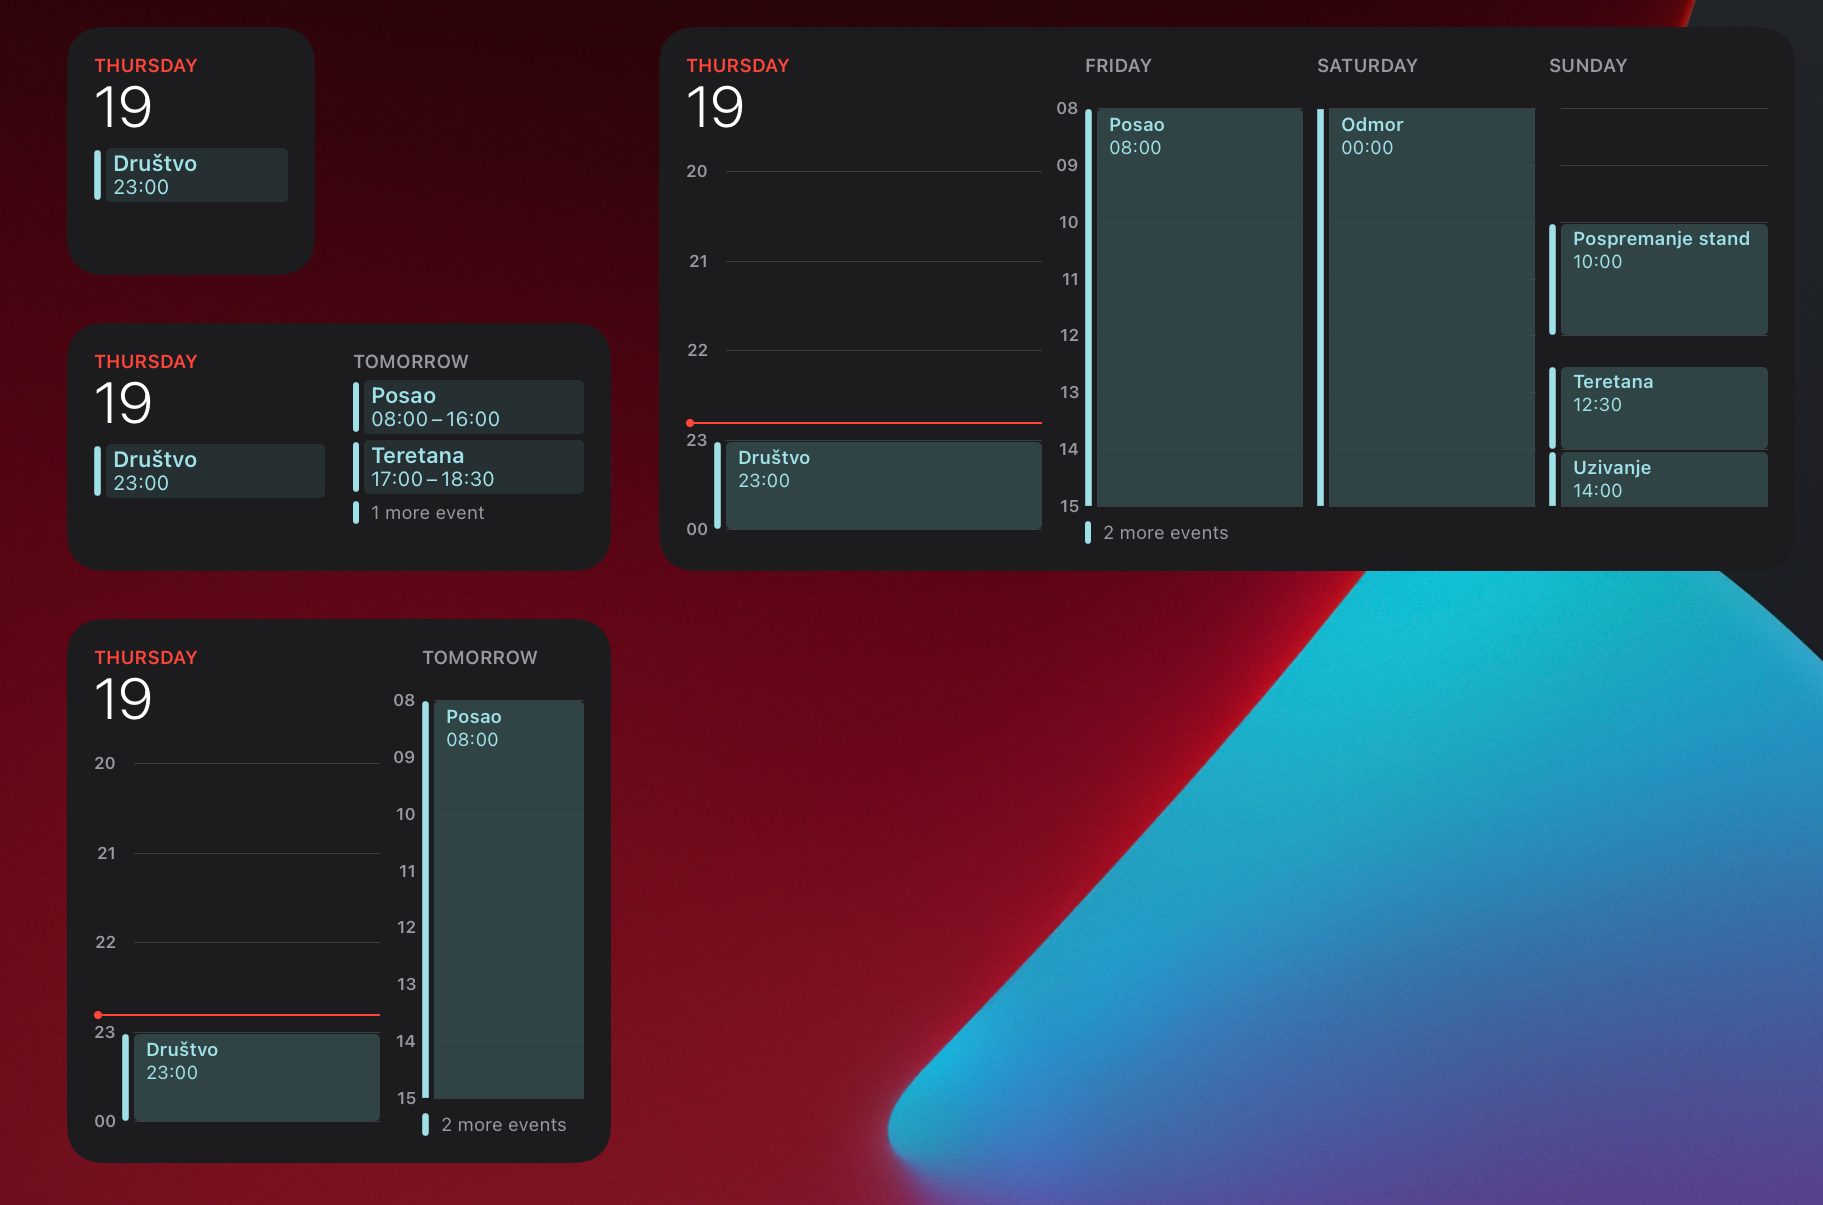 THURSDAY
19
Društvo
23:00
THURSDAY
19
Društvo
23:00
TOMORROW
Posao
08:00 – 16:00
Teretana
17:00 – 18:30
1 more event
THURSDAY
19
20
21
22
23
Društvo
23:00
00
TOMORROW
08
Posao
08:00
09
10
11
12
13
14
15
2 more events
THURSDAY
19
20
21
22
23
Društvo
23:00
00
FRIDAY
08
Posao
08:00
09
10
11
12
13
14
15
2 more events
SATURDAY
Odmor
00:00
SUNDAY
Pospremanje stand
10:00
Teretana
12:30
Uzivanje
14:00